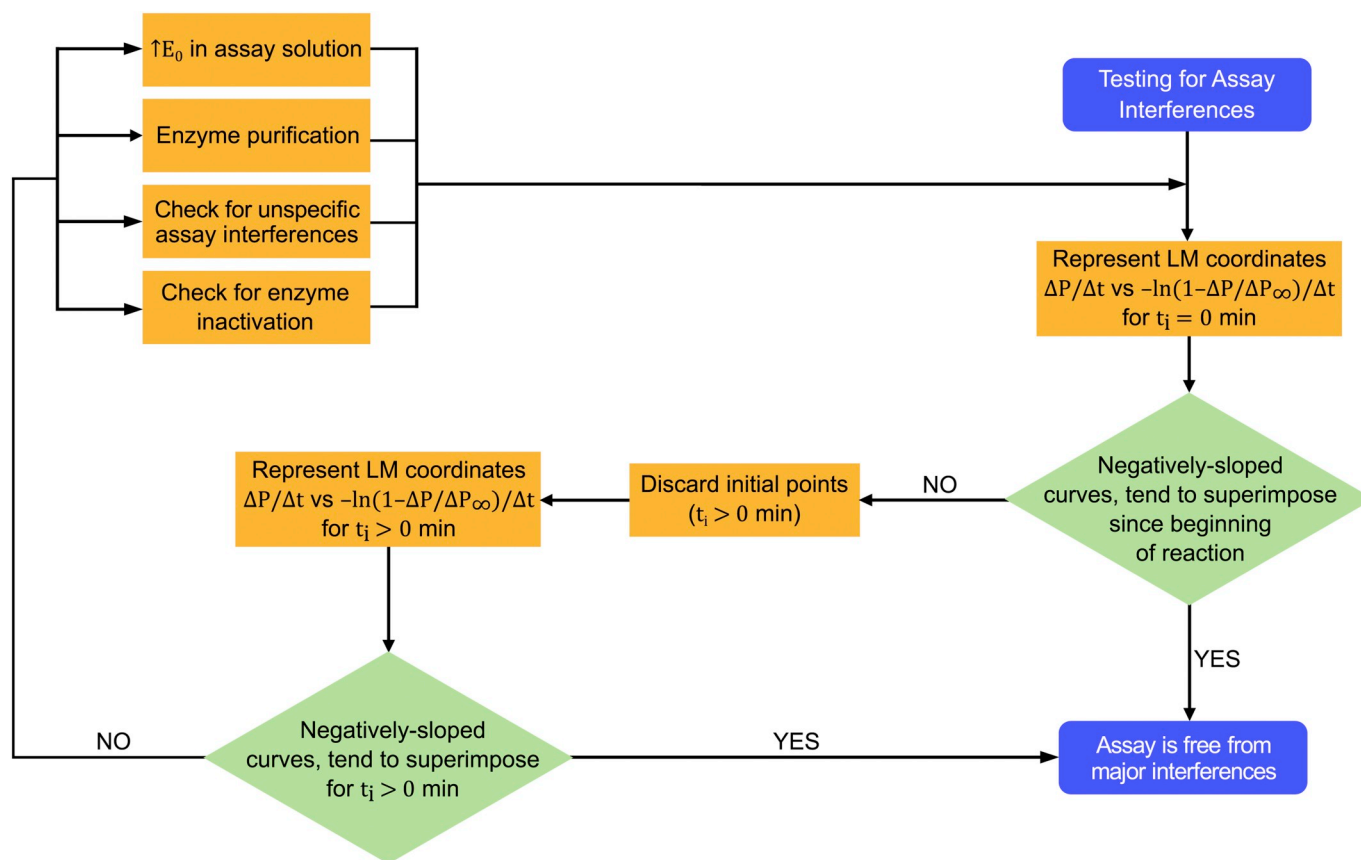 ↑E₀ in assay solution
Enzyme purification
Check for unspecific
assay interferences
Check for enzyme
inactivation
Testing for Assay
Interferences
Represent LM coordinates
ΔP/Δt vs −ln(1−ΔP/ΔP∞)/Δt
for tᵢ = 0 min
Negatively-sloped
curves, tend to superimpose
since beginning
of reaction
NO
Discard initial points
(tᵢ > 0 min)
Represent LM coordinates
ΔP/Δt vs −ln(1−ΔP/ΔP∞)/Δt
for tᵢ > 0 min
YES
Negatively-sloped
curves, tend to superimpose
for tᵢ > 0 min
NO
YES
Assay is free from
major interferences